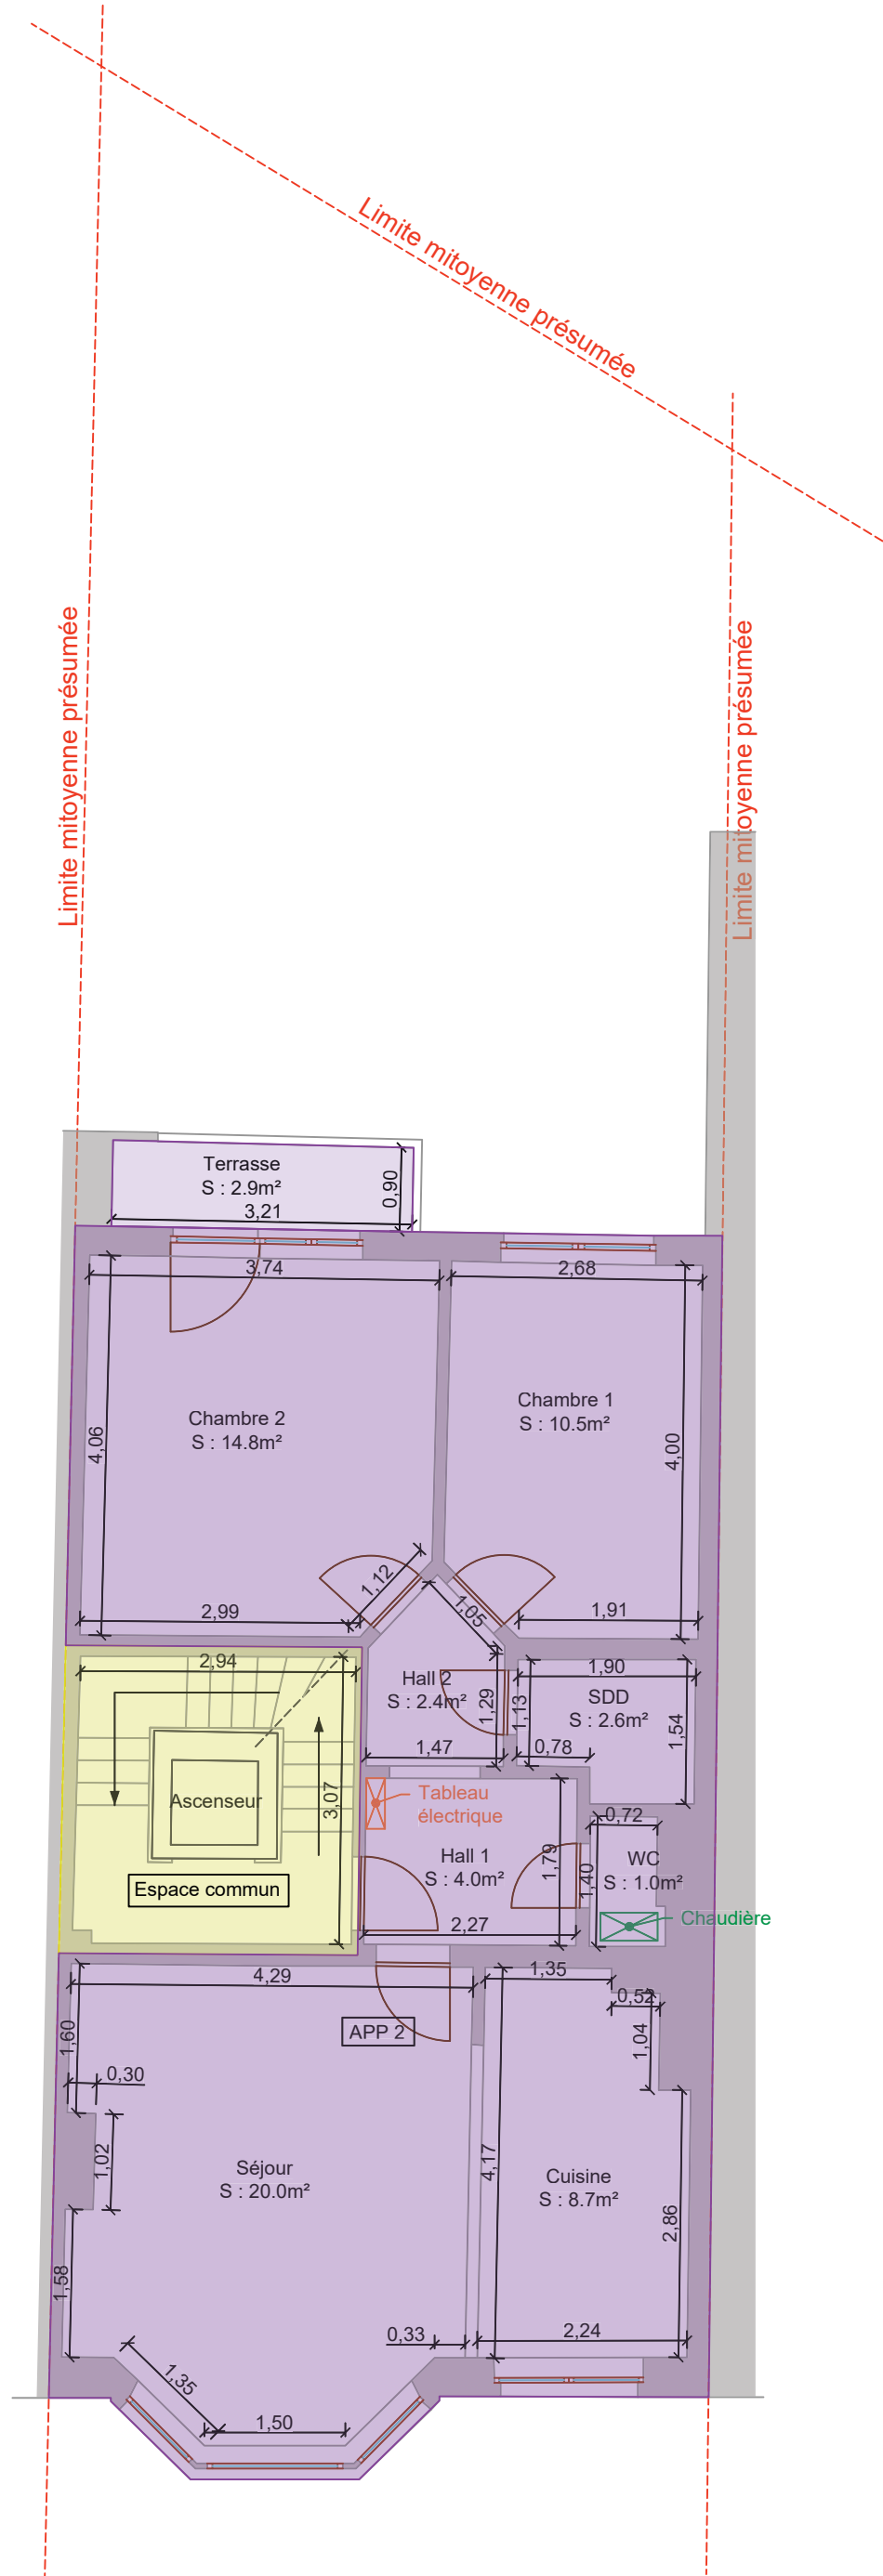 Limite mitoyenne présumée
Limite mitoyenne présumée
Limite mitoyenne présumée
Terrasse
S : 2.9m²
0,90
3,21
3,74
2,68
Chambre 2
S : 14.8m²
Chambre 1
S : 10.5m²
4,06
4,00
1,12
1,05
2,99
1,91
2,94
Hall 2
S : 2.4m²
1,29
1,13
1,90
SDD
S : 2.6m²
1,54
1,47
0,78
Ascenseur
3,07
Tableau
électrique
0,72
Hall 1
S : 4.0m²
1,79
1,40
WC
S : 1.0m²
Espace commun
Chaudière
2,27
4,29
1,35
0,52
APP 2
1,60
1,04
0,30
1,02
4,17
Séjour
S : 20.0m²
Cuisine
S : 8.7m²
2,86
1,58
0,33
2,24
1,35
1,50